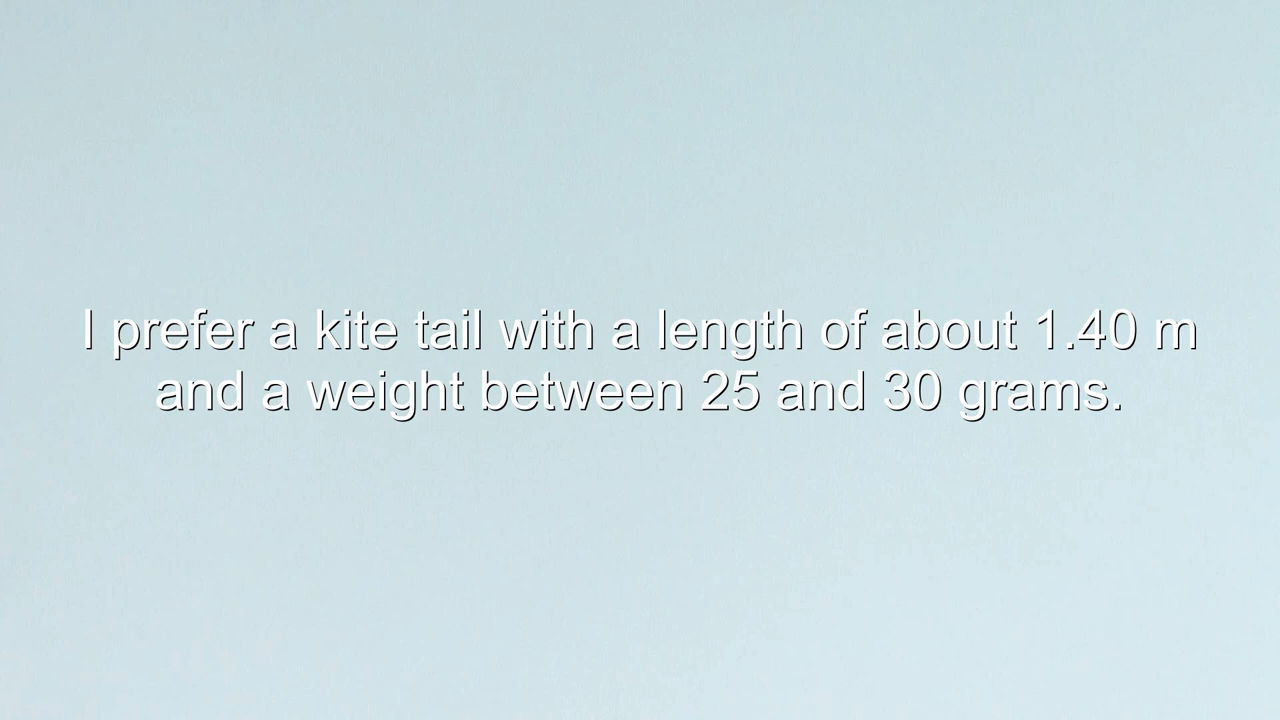 I prefer a kite tail with a length of about 1.40 m
and a weight between 25 and 30 grams.